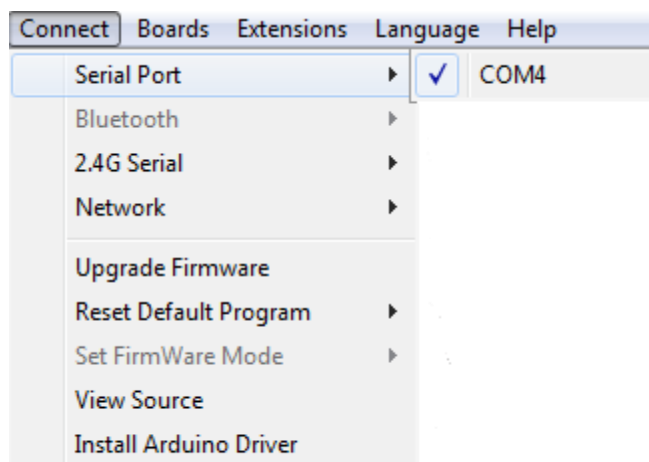 Connect Boards Extensions Language Help
Serial Port COM4
Bluetooth
2.4G Serial
Network
Upgrade Firmware
Reset Default Program
Set FirmWare Mode
View Source
Install Arduino Driver